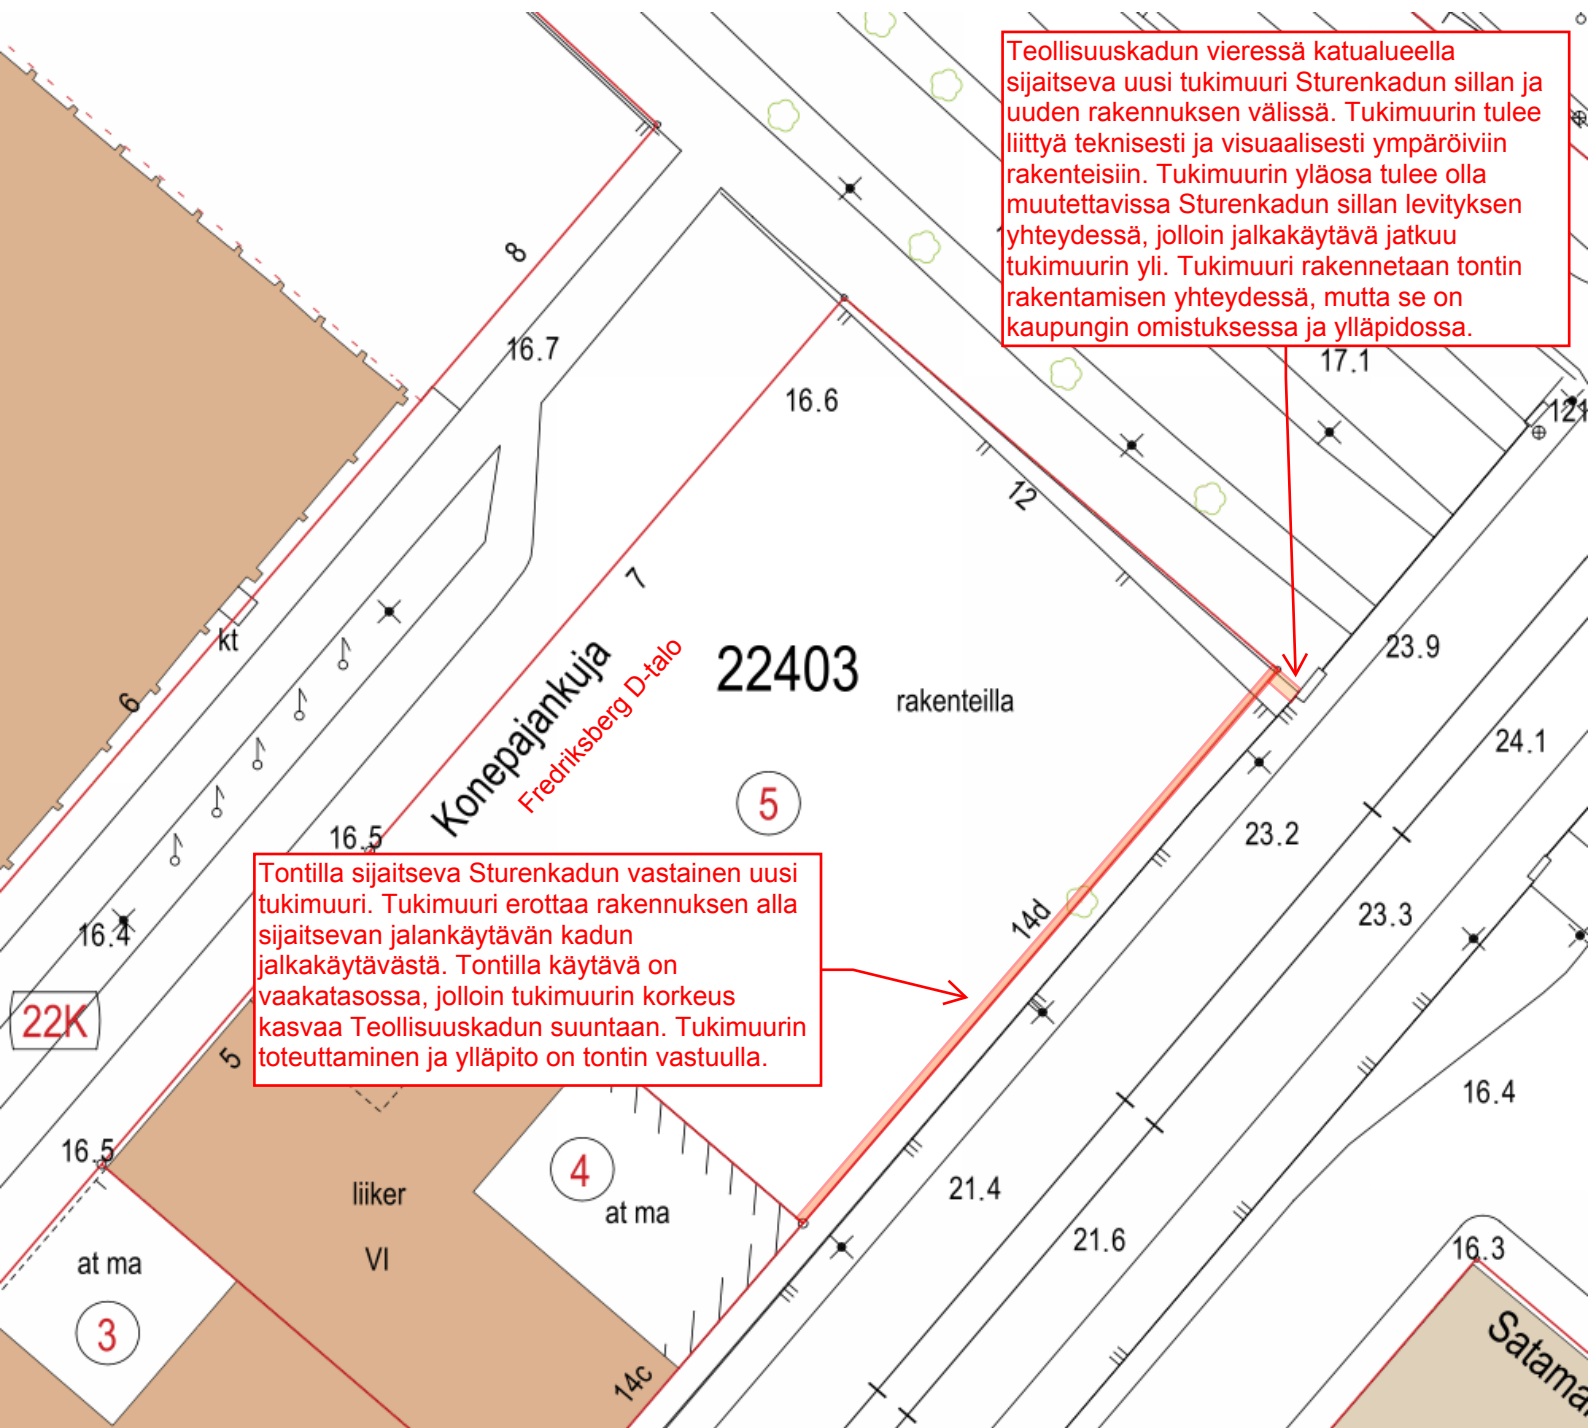 Teollisuuskadun vieressä katualueella
sijaitseva uusi tukimuuri Sturenkadun sillan ja
uuden rakennuksen välissä. Tukimuurin tulee
liittyä teknisesti ja visuaalisesti ympäröiviin
rakenteisiin. Tukimuurin yläosa tulee olla
muutettavissa Sturenkadun sillan levityksen
yhteydessä, jolloin jalkakäytävä jatkuu
tukimuurin yli. Tukimuuri rakennetaan tontin
rakentamisen yhteydessä, mutta se on
kaupungin omistuksessa ja ylläpidossa.
8
16.7
17.1
16.6
121
12
7
kt
6
Konepajankuja
Fredriksberg D-talo
22403
rakenteilla
23.9
24.1
5
16.5
23.2
23.3
14d
16.4
Tontilla sijaitseva Sturenkadun vastainen uusi
tukimuuri. Tukimuuri erottaa rakennuksen alla
sijaitsevan jalankäytävän kadun
jalkakäytävästä. Tontilla käytävä on
vaakatasossa, jolloin tukimuurin korkeus
kasvaa Teollisuuskadun suuntaan. Tukimuurin
toteuttaminen ja ylläpito on tontin vastuulla.
22K
5
16.4
16.5
4
liiker
at ma
21.4
VI
21.6
at ma
16.3
3
14c
Satama